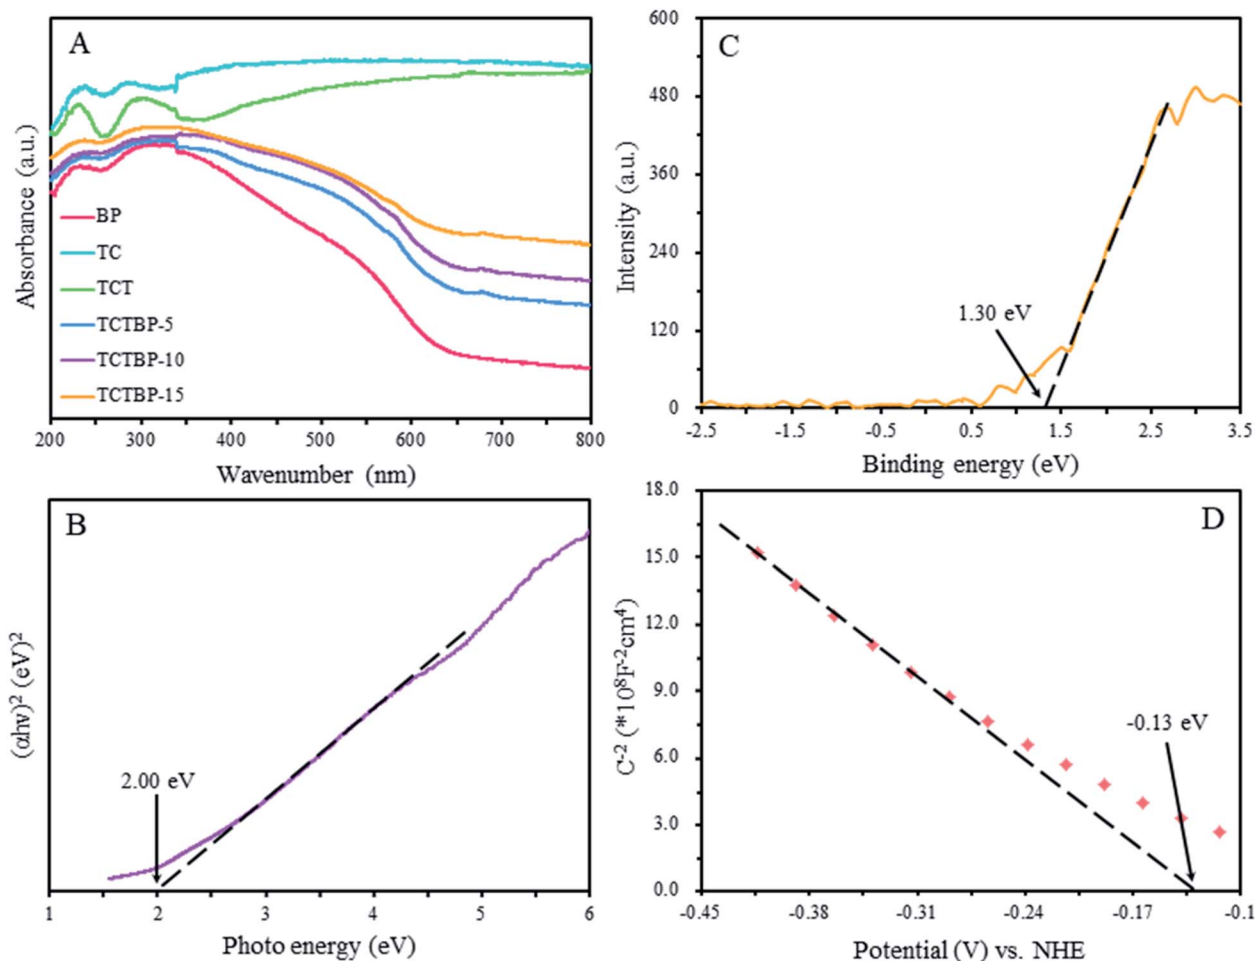 A
Absorbance (a.u.)
BP
TC
TCT
TCTBP-5
TCTBP-10
TCTBP-15
200 300 400 500 600 700 800
Wavenumber (nm)
C
600
480
360
240
120
0
Intensity (a.u.)
1.30 eV
-2.5 -1.5 -0.5 0.5 1.5 2.5 3.5
Binding energy (eV)
B
(αhν)² (eV)²
2.00 eV
1 2 3 4 5 6
Photo energy (eV)
D
18.0
15.0
12.0
9.0
6.0
3.0
0.0
C⁻² (*10⁸F⁻²cm⁴)
-0.13 eV
-0.45 -0.38 -0.31 -0.24 -0.17 -0.1
Potential (V) vs. NHE